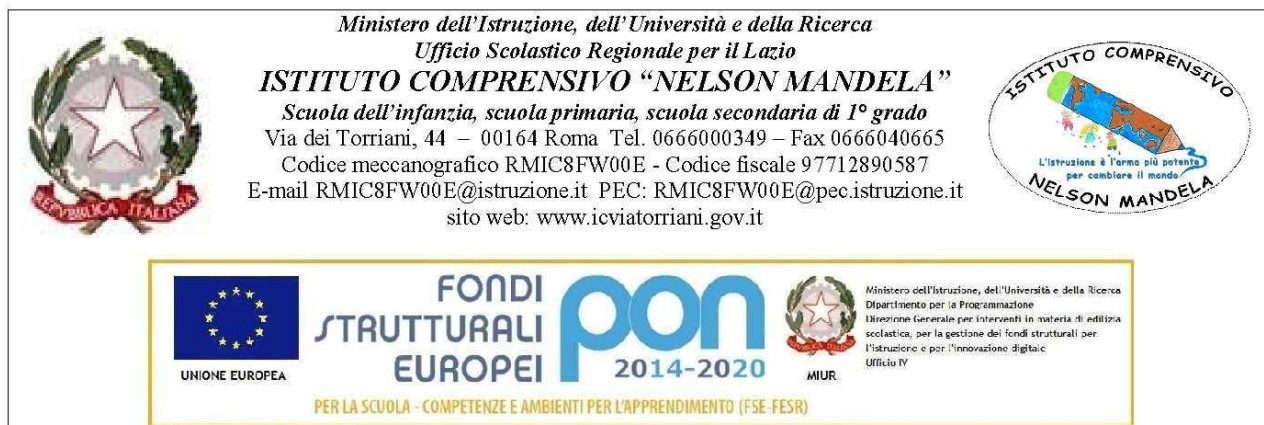 Ministero dell'Istruzione, dell'Università e della Ricerca
Ufficio Scolastico Regionale per il Lazio
ISTITUTO COMPRENSIVO “NELSON MANDELA”
Scuola dell'infanzia, scuola primaria, scuola secondaria di 1° grado
Via dei Torriani, 44 – 00164 Roma Tel. 0666000349 – Fax 0666040665
Codice meccanografico RMIC8FW00E - Codice fiscale 97712890587
E-mail RMIC8FW00E@istruzione.it PEC: RMIC8FW00E@pec.istruzione.it
sito web: www.icviatorriani.gov.it
REPVBBLICA ITALIANA
ISTITUTO COMPRENSIVO
L'istruzione è l'arma più potente
per cambiare il mondo
NELSON MANDELA
UNIONE EUROPEA
FONDI
STRUTTURALI
EUROPEI
pon
2014-2020
MIUR
Ministero dell'Istruzione, dell'Università e della Ricerca
Dipartimento per la Programmazione
Direzione Generale per interventi in materia di edilizia
scolastica, per la gestione dei fondi strutturali per
l'istruzione e per l'innovazione digitale
Ufficio IV
PER LA SCUOLA - COMPETENZE E AMBIENTI PER L'APPRENDIMENTO (FSE-FESR)